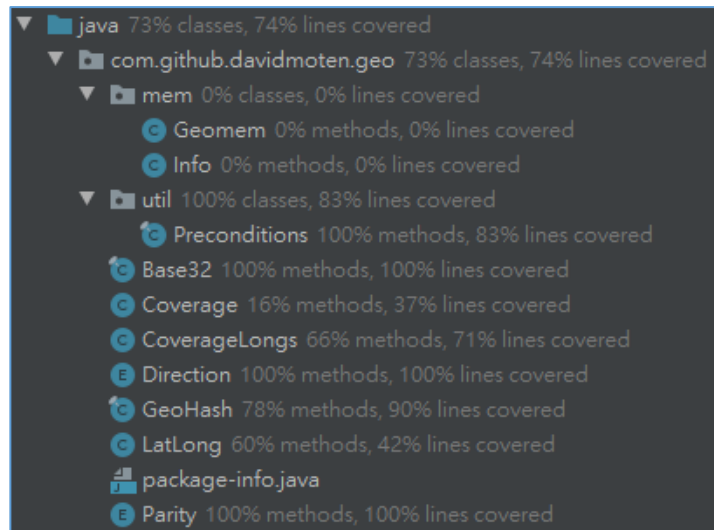 java 73% classes, 74% lines covered
com.github.davidmoten.geo 73% classes, 74% lines covered
mem 0% classes, 0% lines covered
C Geomem 0% methods, 0% lines covered
C Info 0% methods, 0% lines covered
util 100% classes, 83% lines covered
C Preconditions 100% methods, 83% lines covered
C Base32 100% methods, 100% lines covered
C Coverage 16% methods, 37% lines covered
C CoverageLongs 66% methods, 71% lines covered
E Direction 100% methods, 100% lines covered
C GeoHash 78% methods, 90% lines covered
C LatLong 60% methods, 42% lines covered
J package-info.java
E Parity 100% methods, 100% lines covered